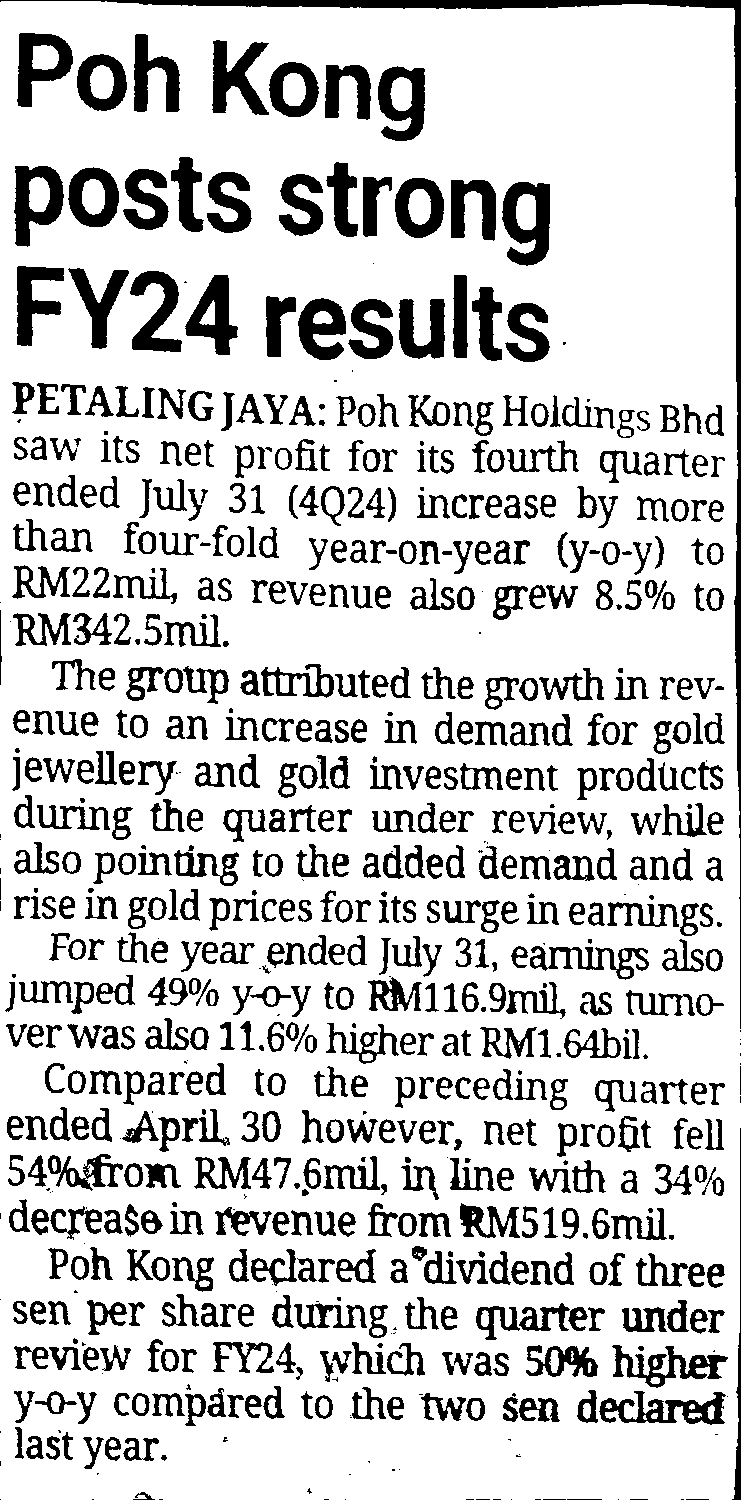 Poh Kong
posts strong
FY24 results
PETALING JAYA: Poh Kong Holdings Bhd
saw its net profit for its fourth quarter
ended July 31 (4Q24) increase by more
than four-fold year-on-year (y-o-y) to
RM22mil, as revenue also grew 8.5% to
RM342.5mil.
The group attributed the growth in rev-
enue to an increase in demand for gold
jewellery and gold investment products
during the quarter under review, while
also pointing to the added demand and a
rise in gold prices for its surge in earnings.
For the year ended July 31, earnings also
jumped 49% y-o-y to RM116.9mil, as turno-
ver was also 11.6% higher at RM1.64bil.
Compared to the preceding quarter
ended April 30 however, net profit fell
54% from RM47.6mil, in line with a 34%
decrease in revenue from RM519.6mil.
Poh Kong declared a dividend of three
sen per share during the quarter under
review for FY24, which was 50% higher
y-o-y compared to the two sen declared
last year.